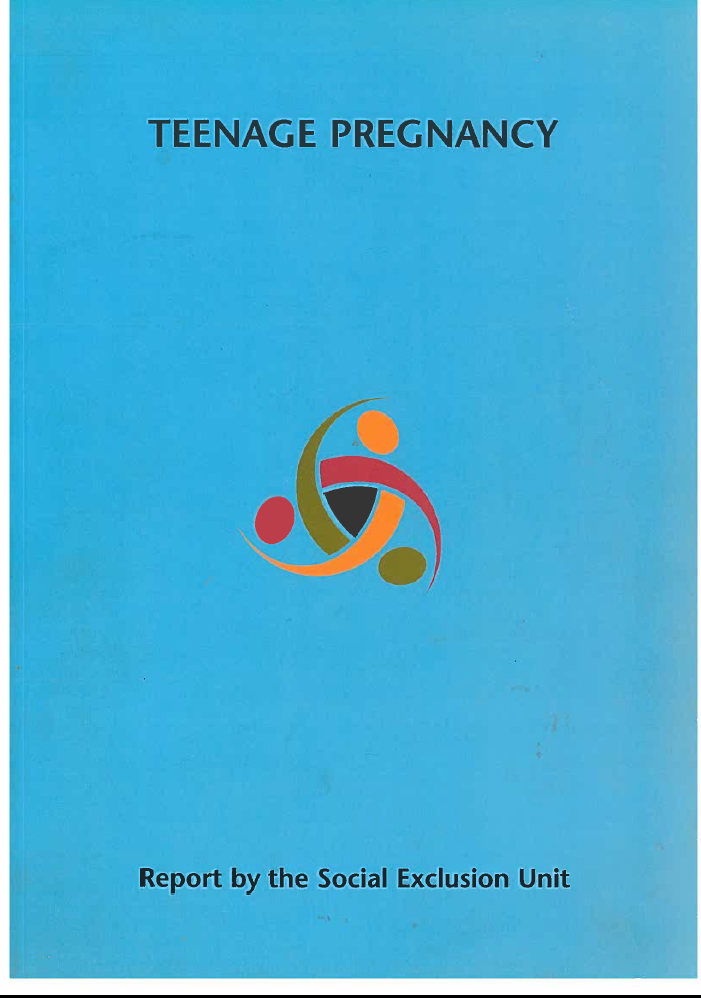 TEENAGE PREGNANCY
Report by the Social Exclusion Unit